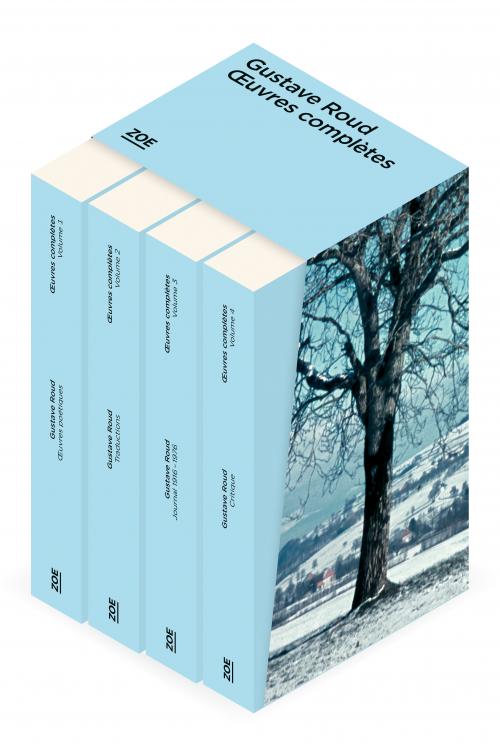 Gustave Roud
Œuvres complètes
ZOE
Œuvres complètes
Volume 1
Gustave Roud
Œuvres poétiques
ZOE
Œuvres complètes
Volume 2
Gustave Roud
Traductions
ZOE
Œuvres complètes
Volume 3
Gustave Roud
Journal 1916–1976
ZOE
Œuvres complètes
Volume 4
Gustave Roud
Critique
ZOE